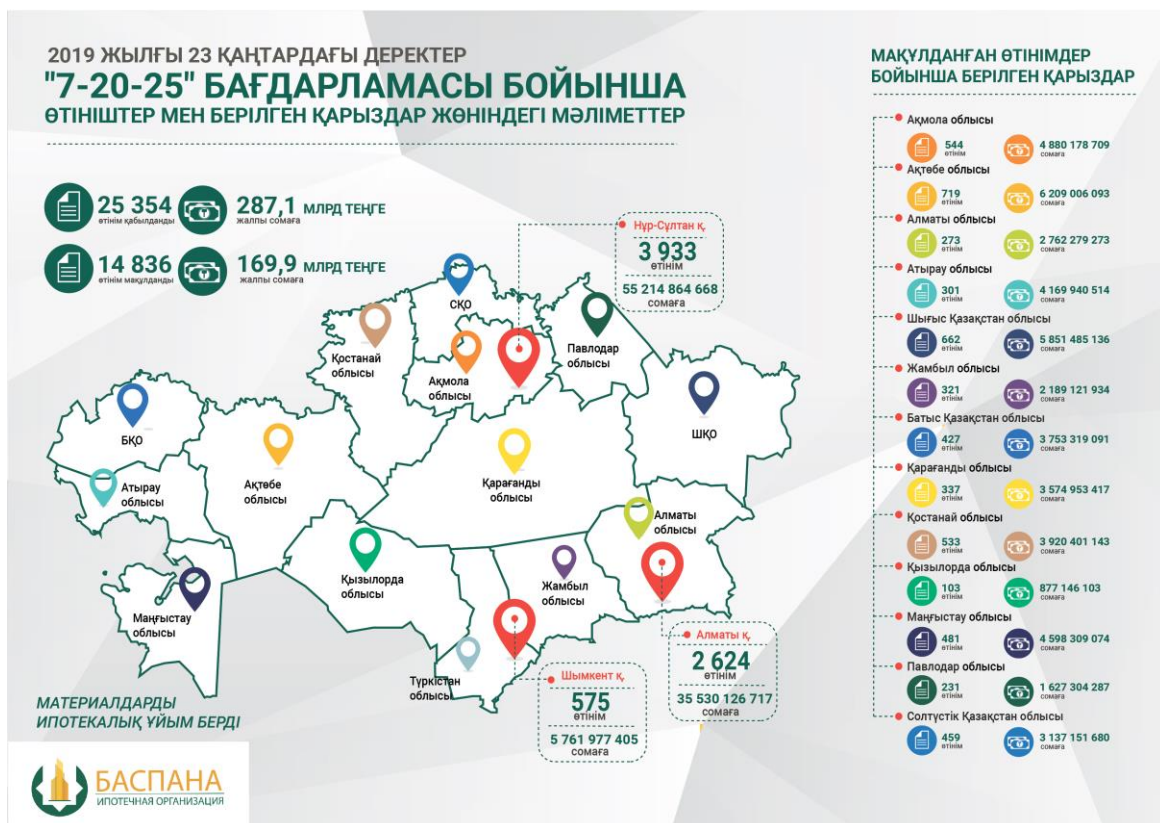 2019 ЖЫЛҒЫ 23 ҚАҢТАРДАҒЫ ДЕРЕКТЕР
"7-20-25" БАҒДАРЛАМАСЫ БОЙЫНША
ӨТІНІШТЕР МЕН БЕРІЛГЕН ҚАРЫЗДАР ЖӨНІНДЕГІ МӘЛІМЕТТЕР
25 354
өтінім қабылданды
287,1 МЛРД ТЕҢГЕ
жалпы сомаға
14 836
өтінім мақұлданды
169,9 МЛРД ТЕҢГЕ
жалпы сомаға
Нұр-Сұлтан қ.
3 933
өтінім
55 214 864 668
сомаға
СҚО
Қостанай
облысы
Ақмола
облысы
Павлодар
облысы
БҚО
ШҚО
Ақтөбе
облысы
Қарағанды
облысы
Атырау
облысы
Алматы
облысы
Қызылорда
облысы
Жамбыл
облысы
Маңғыстау
облысы
Түркістан
облысы
Шымкент қ.
575
өтінім
5 761 977 405
сомаға
Алматы қ.
2 624
өтінім
35 530 126 717
сомаға
МАТЕРИАЛДАРДЫ
ИПОТЕКАЛЫҚ ҰЙЫМ БЕРДІ
БАСПАНА
ИПОТЕЧНАЯ ОРГАНИЗАЦИЯ
МАҚҰЛДАНҒАН ӨТІНІМДЕР
БОЙЫНША БЕРІЛГЕН ҚАРЫЗДАР
Ақмола облысы
544 4 880 178 709
өтінім сомаға
Ақтөбе облысы
719 6 209 006 093
өтінім сомаға
Алматы облысы
273 2 762 279 273
өтінім сомаға
Атырау облысы
301 4 169 940 514
өтінім сомаға
Шығыс Қазақстан облысы
662 5 851 485 136
өтінім сомаға
Жамбыл облысы
321 2 189 121 934
өтінім сомаға
Батыс Қазақстан облысы
427 3 753 319 091
өтінім сомаға
Қарағанды облысы
337 3 574 953 417
өтінім сомаға
Қостанай облысы
533 3 920 401 143
өтінім сомаға
Қызылорда облысы
103 877 146 103
өтінім сомаға
Маңғыстау облысы
481 4 598 309 074
өтінім сомаға
Павлодар облысы
231 1 627 304 287
өтінім сомаға
Солтүстік Қазақстан облысы
459 3 137 151 680
өтінім сомаға